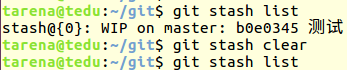 tarena@tedu:~/git$ git stash list
stash@{0}: WIP on master: b0e0345 测试
tarena@tedu:~/git$ git stash clear
tarena@tedu:~/git$ git stash list